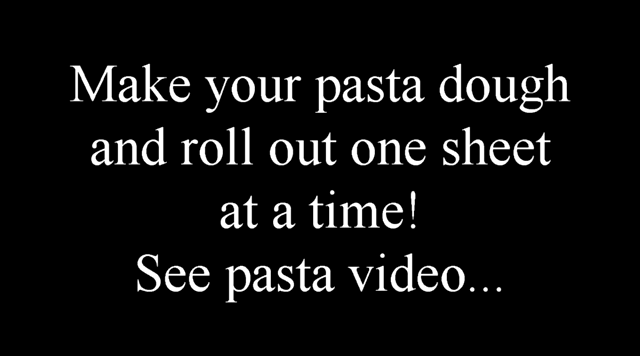 Make your pasta dough
and roll out one sheet
at a time!
See pasta video...